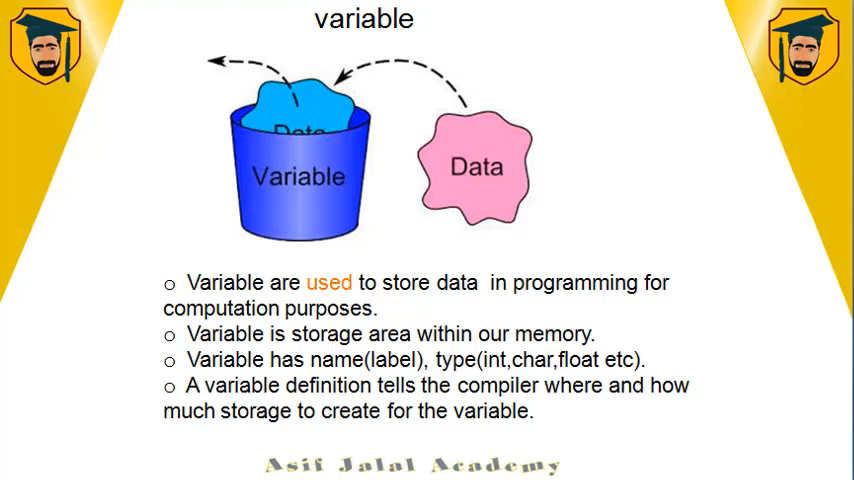 variable
Data
Variable
Data
o Variable are used to store data in programming for
computation purposes.
o Variable is storage area within our memory.
o Variable has name(label), type(int,char,float etc).
o A variable definition tells the compiler where and how
much storage to create for the variable.
Asif Jalal Academy